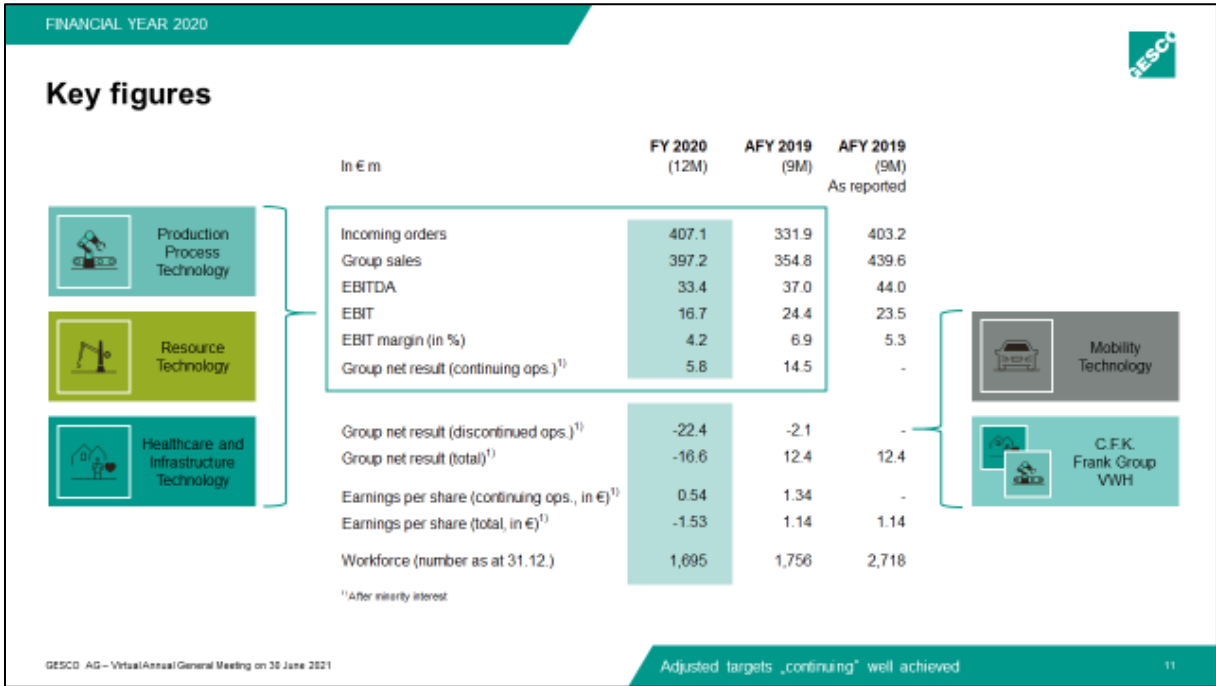 FINANCIAL YEAR 2020
GESCO
Key figures
In € m
FY 2020 (12M)
AFY 2019 (9M)
AFY 2019 (9M) As reported
Production
Process
Technology
Resource
Technology
Healthcare and
Infrastructure
Technology
Incoming orders 407.1 331.9 403.2
Group sales 397.2 354.8 439.6
EBITDA 33.4 37.0 44.0
EBIT 16.7 24.4 23.5
EBIT margin (in %) 4.2 6.9 5.3
Group net result (continuing ops.)1) 5.8 14.5 -
Group net result (discontinued ops.)1) -22.4 -2.1 -
Group net result (total)1) -16.6 12.4 12.4
Earnings per share (continuing ops., in €)1) 0.54 1.34 -
Earnings per share (total, in €)1) -1.53 1.14 1.14
Workforce (number as at 31.12.) 1,695 1,756 2,718
1) After minority interest
Mobility
Technology
C.F.K.
Frank Group
VWH
GESCO AG – Virtual Annual General Meeting on 30 June 2021
Adjusted targets „continuing" well achieved
11